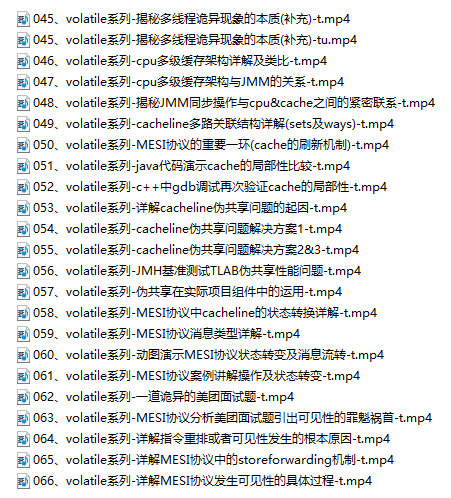 045、volatile系列-揭秘多线程诡异现象的本质(补充)-t.mp4
045、volatile系列-揭秘多线程诡异现象的本质(补充)-tu.mp4
046、volatile系列-cpu多级缓存架构详解及类比-t.mp4
047、volatile系列-cpu多级缓存架构与JMM的关系-t.mp4
048、volatile系列-揭秘JMM同步操作与cpu&cache之间的紧密联系-t.mp4
049、volatile系列-cacheline多路关联结构详解(sets及ways)-t.mp4
050、volatile系列-MESI协议的重要一环(cache的刷新机制)-t.mp4
051、volatile系列-java代码演示cache的局部性比较-t.mp4
052、volatile系列-c++中gdb调试再次验证cache的局部性-t.mp4
053、volatile系列-详解cacheline伪共享问题的起因-t.mp4
054、volatile系列-cacheline伪共享问题解决方案1-t.mp4
055、volatile系列-cacheline伪共享问题解决方案2&3-t.mp4
056、volatile系列-JMH基准测试TLAB伪共享性能问题-t.mp4
057、volatile系列-伪共享在实际项目组件中的运用-t.mp4
058、volatile系列-MESI协议中cacheline的状态转换详解-t.mp4
059、volatile系列-MESI协议消息类型详解-t.mp4
060、volatile系列-动图演示MESI协议状态转变及消息流转-t.mp4
061、volatile系列-MESI协议案例讲解操作及状态转变-t.mp4
062、volatile系列-一道诡异的美团面试题-t.mp4
063、volatile系列-MESI协议分析美团面试题引出可见性的罪魁祸首-t.mp4
064、volatile系列-详解指令重排或者可见性发生的根本原因-t.mp4
065、volatile系列-详解MESI协议中的storeforwarding机制-t.mp4
066、volatile系列-详解MESI协议发生可见性的具体过程-t.mp4